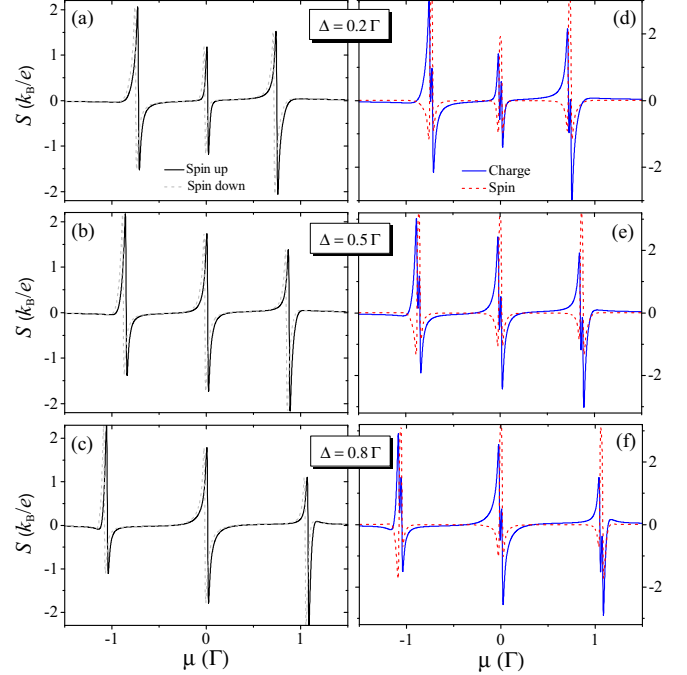 (a)
Δ = 0.2 Γ
(d)
2
1
0
-1
-2
S (k_B/e)
Spin up
Spin down
Charge
Spin
2
0
-2
(b)
Δ = 0.5 Γ
(e)
2
1
0
-1
-2
S (k_B/e)
2
0
-2
(c)
Δ = 0.8 Γ
(f)
2
1
0
-1
-2
S (k_B/e)
2
0
-2
-1 0 1
-1 0 1
μ (Γ)
μ (Γ)